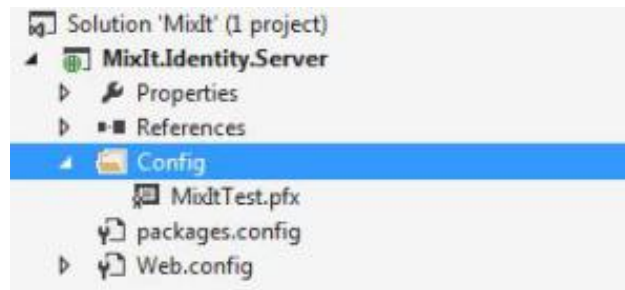 Solution 'MixIt' (1 project)
MixIt.Identity.Server
Properties
References
Config
MixItTest.pfx
packages.config
Web.config